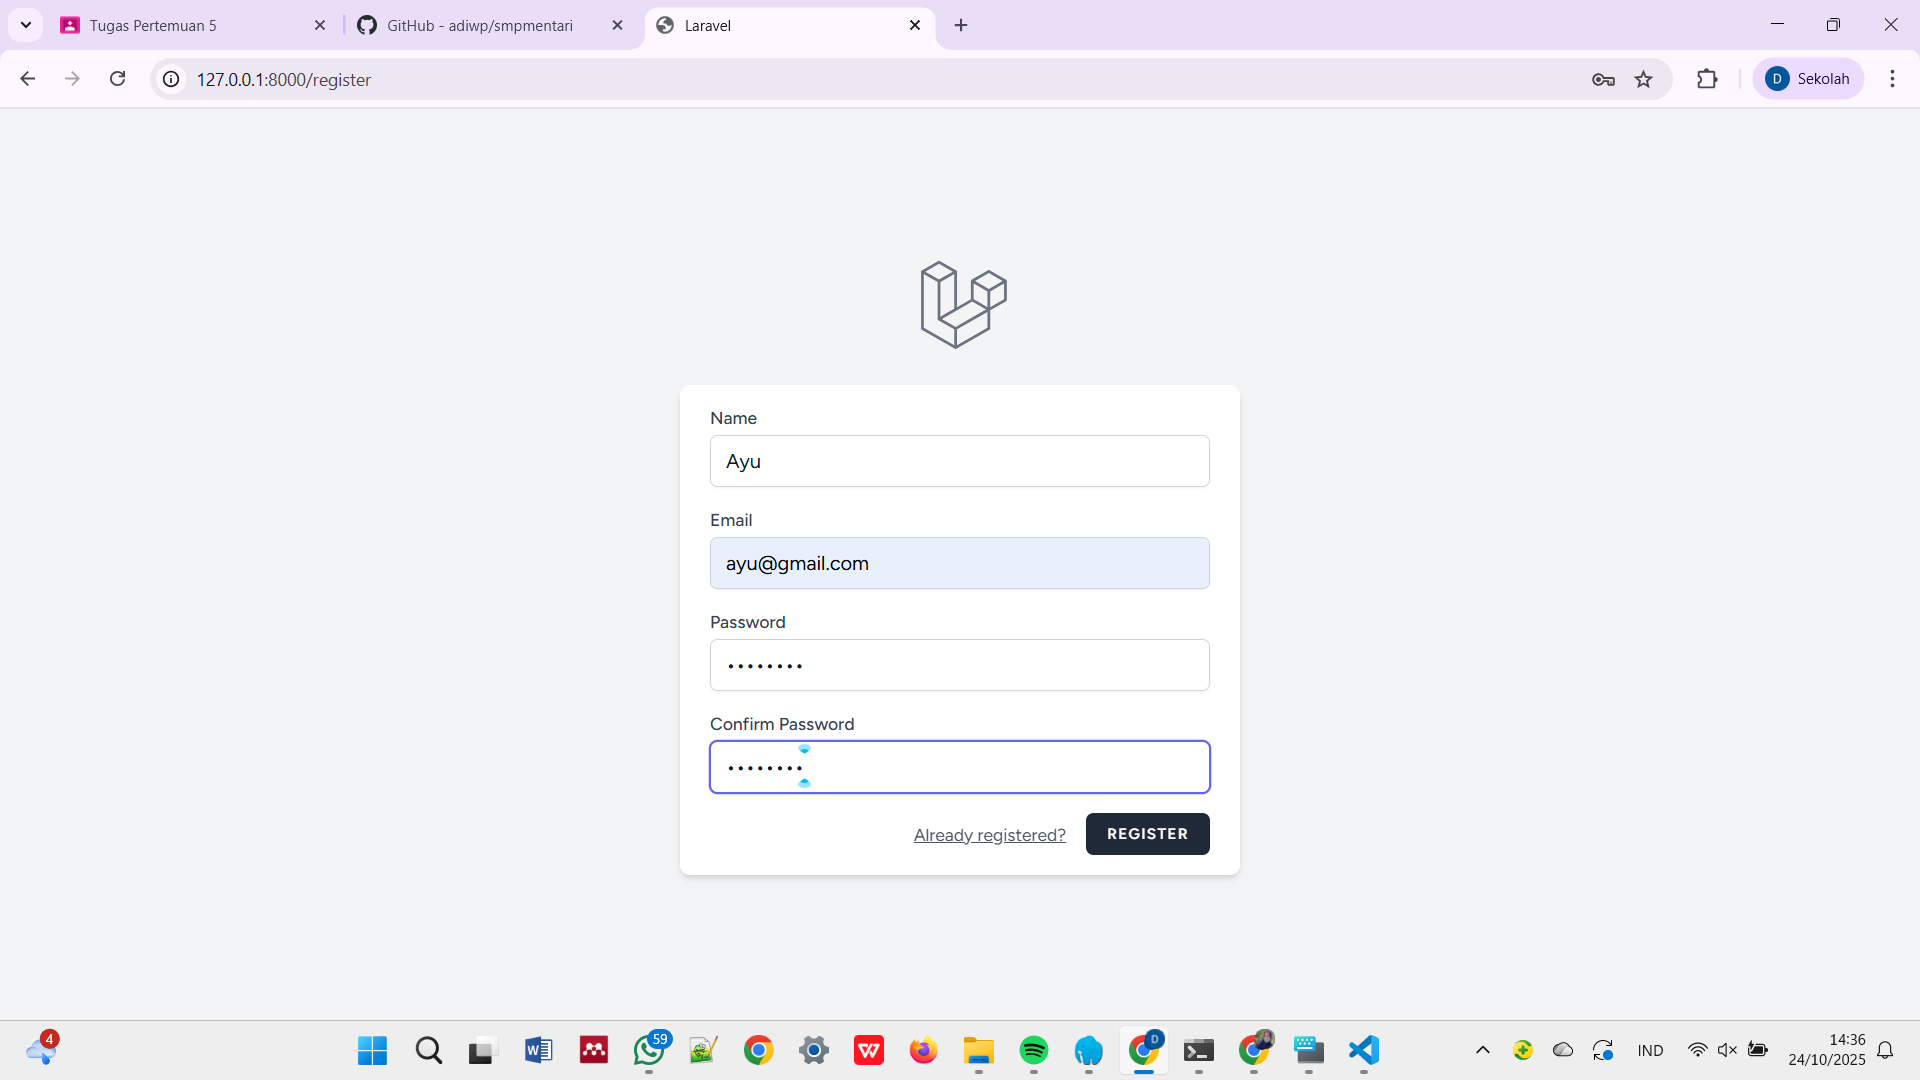 Tugas Pertemuan 5
GitHub - adiwp/smpmentari
Laravel
127.0.0.1:8000/register
D
Sekolah
Name
Ayu
Email
ayu@gmail.com
Password
••••••••
Confirm Password
••••••••
Already registered?
REGISTER
4
59
D
IND
14:36
24/10/2025